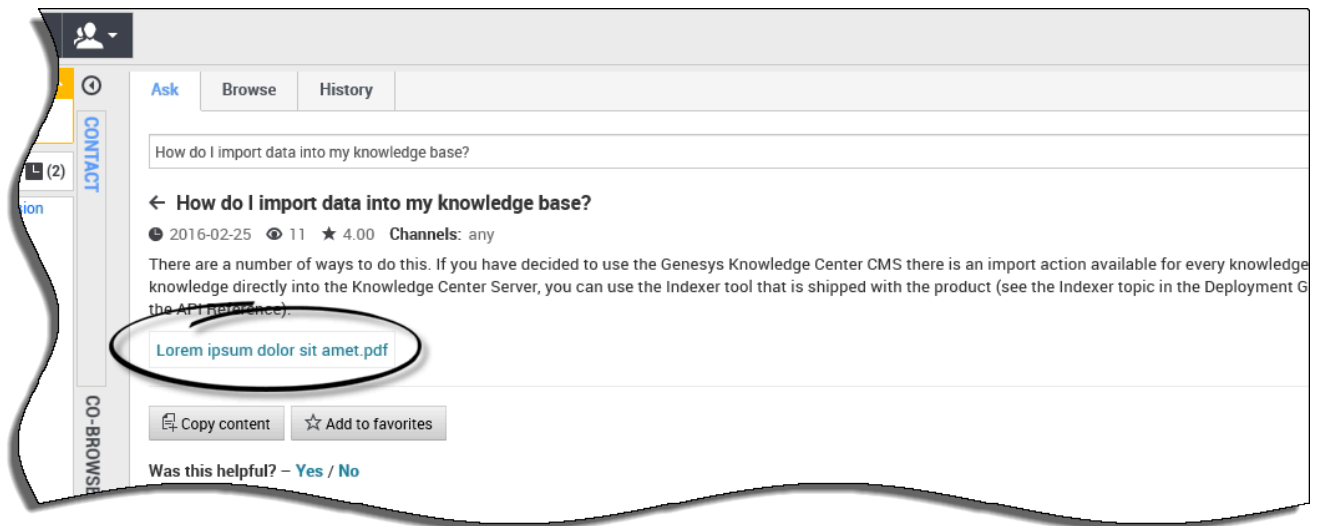 Ask Browse History
CONTACT
How do I import data into my knowledge base?
(2)
How do I import data into my knowledge base?
2016-02-25 11 4.00 Channels: any
There are a number of ways to do this. If you have decided to use the Genesys Knowledge Center CMS there is an import action available for every knowledge
knowledge directly into the Knowledge Center Server, you can use the Indexer tool that is shipped with the product (see the Indexer topic in the Deployment G
the API Reference).
Lorem ipsum dolor sit amet.pdf
CO-BROWSE
Copy content Add to favorites
Was this helpful? – Yes / No